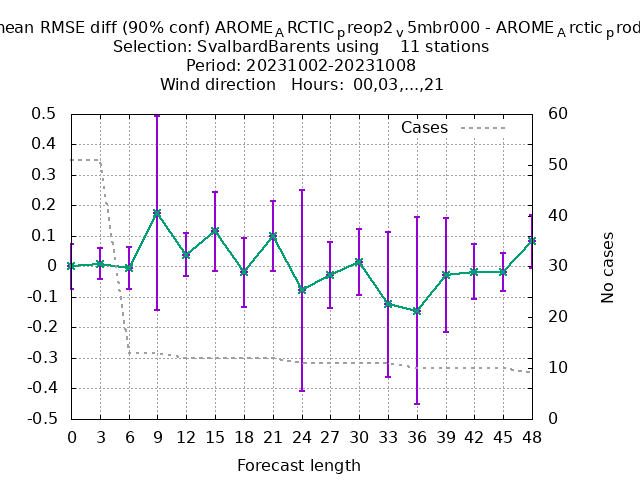 nean RMSE diff (90% conf) AROME_ARCTIC_preop2_v5mbr000 - AROME_Arctic_prod
Selection: SvalbardBarents using    11 stations
Period: 20231002-20231008
Wind direction   Hours: 00,03,...,21
Cases
0.5
0.4
0.3
0.2
0.1
0
-0.1
-0.2
-0.3
-0.4
-0.5
60
50
40
30
20
10
0
No cases
0 3 6 9 12 15 18 21 24 27 30 33 36 39 42 45 48
Forecast length